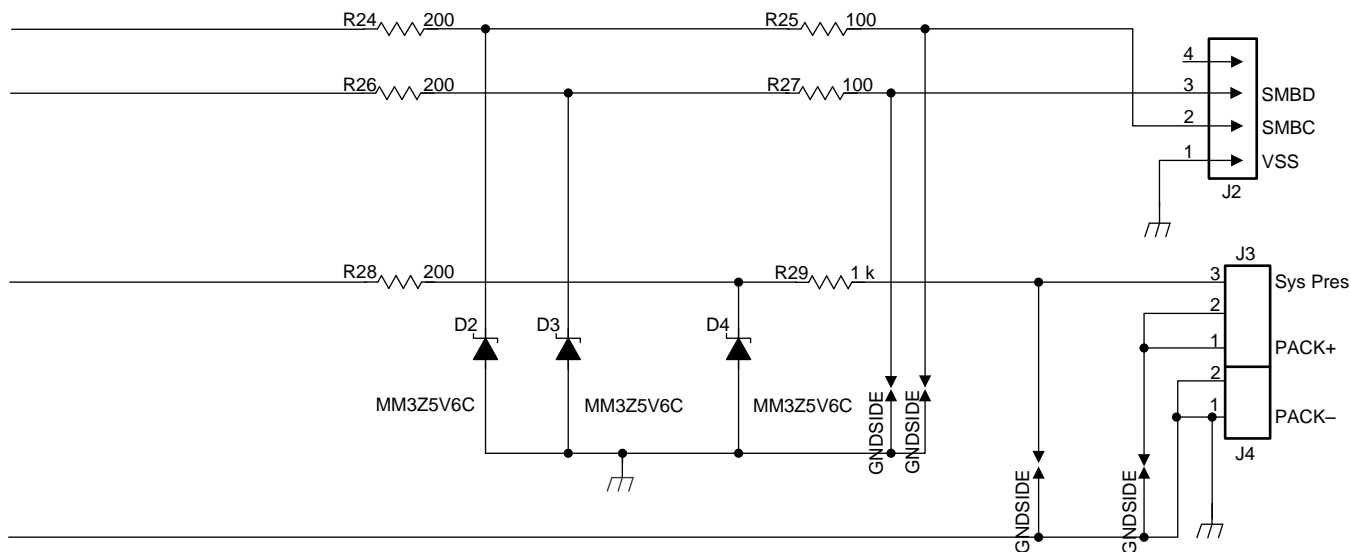 R24 200 R25 100
4
R26 200 R27 100 3 SMBD
2 SMBC
1 VSS
J2
J3
R28 200 R29 1 k 3 Sys Pres
2
D2 D3 D4 1 PACK+
2
MM3Z5V6C MM3Z5V6C MM3Z5V6C
1 PACK–
J4
GNDSIDE
GNDSIDE
GNDSIDE
GNDSIDE